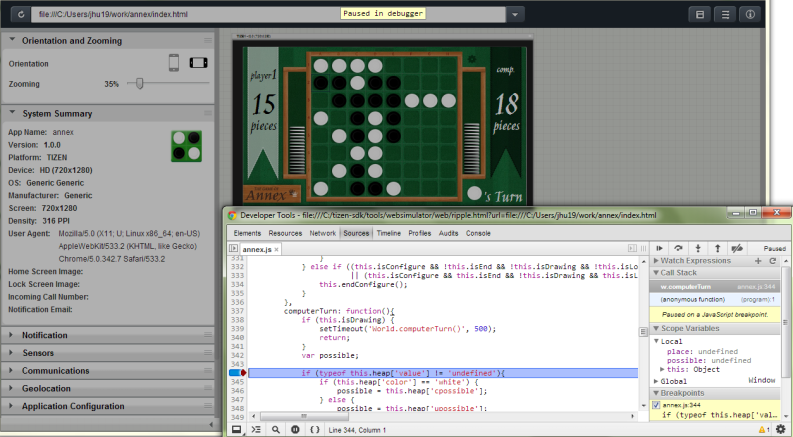 file:///C:/Users/jhu19/work/annex/index.html
Paused in debugger
Orientation and Zooming
Orientation
Zooming 35%
System Summary
App Name: annex
Version: 1.0.0
Platform: TIZEN
Device: HD (720x1280)
OS: Generic Generic
Manufacturer: Generic
Screen: 720x1280
Density: 316 PPI
User Agent: Mozilla/5.0 (X11; U; Linux x86_64; en-US)
AppleWebKit/533.2 (KHTML, like Gecko)
Chrome/5.0.342.7 Safari/533.2
Home Screen Image:
Lock Screen Image:
Incoming Call Number:
Notification Email:
Notification
Sensors
Communications
Geolocation
Application Configuration
player1
15
pieces
comp.
18
pieces
Annex
's Turn
Developer Tools - file:///C:/tizen-sdk/tools/websimulator/web/ripple.html?url=file:///C:/Users/jhu19/work/annex/index.html
Elements Resources Network Sources Timeline Profiles Audits Console
annex.js ×
Paused
331 }
332 } else if ((this.isConfigure && !this.isEnd && !this.isDrawing && !this.isLo
333 || (this.isConfigure && this.isEnd && !this.isDrawing && this.isL
334 this.endConfigure();
335 }
336 },
337 computerTurn: function(){
338 if (this.isDrawing) {
339 setTimeout('World.computerTurn()', 500);
340 return;
341 }
342 var possible;
343
if (typeof this.heap['value'] != 'undefined'){
345 if (this.heap['color'] == 'white') {
346 possible = this.heap['cpossible'];
347 } else {
348 possible = this.heap['upossible'];
Watch Expressions + C
Call Stack
w.computerTurn annex.js:344
(anonymous function) (program):1
Paused on a JavaScript breakpoint.
Scope Variables
Local
place: undefined
possible: undefined
this: Object
Global Window
Breakpoints
annex.js:344
if (typeof this.heap['val...
Line 344, Column 1
1